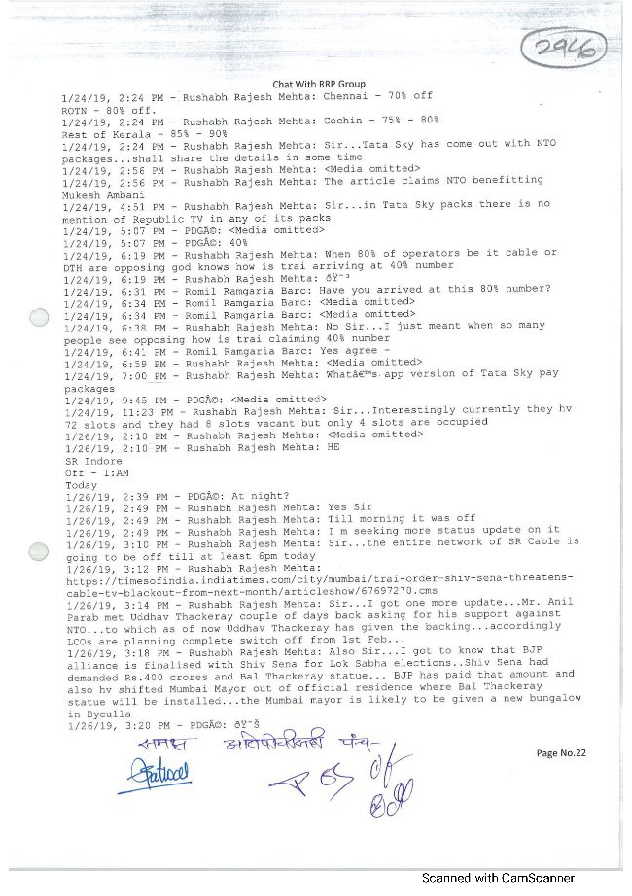 2946
Chat With RRP Group
1/24/19, 2:24 PM - Rushabh Rajesh Mehta: Chennai - 70% off
ROTN - 80% off.
1/24/19, 2:24 PM - Rushabh Rajesh Mehta: Cochin - 75% - 80%
Rest of Kerala - 85% - 90%
1/24/19, 2:44 PM - Rushabh Rajesh Mehta: Sir...Tata Sky has come out with NTO
packages...shall share the details in some time
1/24/19, 2:56 PM - Rushabh Rajesh Mehta: <Media omitted>
1/24/19, 2:56 PM - Rushabh Rajesh Mehta: The article claims NTO benefitting
Mukesh Ambani
1/24/19, 4:51 PM - Rushabh Rajesh Mehta: Sir...in Tata Sky packs there is no
mention of Republic TV in any of its packs
1/24/19, 5:07 PM - PDGÃ©: <Media omitted>
1/24/19, 5:07 PM - PDGÃ©: 40%
1/24/19, 6:19 PM - Rushabh Rajesh Mehta: When 80% of operators be it cable or
DTH are opposing god knows how is trai arriving at 40% number
1/24/19, 6:19 PM - Rushabh Rajesh Mehta:
1/24/19, 6:31 PM - Romil Ramgaria Barc: Have you arrived at this 80% number?
1/24/19, 6:34 PM - Romil Ramgaria Barc: <Media omitted>
1/24/19, 6:34 PM - Romil Ramgaria Barc: <Media omitted>
1/24/19, 6:38 PM - Rushabh Rajesh Mehta: No Sir...I just meant when so many
people see opposing how is trai claiming 40% number
1/24/19, 6:41 PM - Romil Ramgaria Barc: Yes agree -
1/24/19, 6:59 PM - Rushabh Rajesh Mehta: <Media omitted>
1/24/19, 7:00 PM - Rushabh Rajesh Mehta: Whatâ€™s app version of Tata Sky pay
packages
1/24/19, 9:45 PM - PDGÃ©: <Media omitted>
1/24/19, 11:23 PM - Rushabh Rajesh Mehta: Sir...Interestingly currently they hv
72 slots and they had 8 slots vacant but only 4 slots are occupied
1/26/19, 2:10 PM - Rushabh Rajesh Mehta: <Media omitted>
1/26/19, 2:10 PM - Rushabh Rajesh Mehta: HE
SR Indore
Off - 1:AM
Today
1/26/19, 2:39 PM - PDGÃ©: At night?
1/26/19, 2:49 PM - Rushabh Rajesh Mehta: Yes Sir
1/26/19, 2:49 PM - Rushabh Rajesh Mehta: Till morning it was off
1/26/19, 2:49 PM - Rushabh Rajesh Mehta: I m seeking more status update on it
1/26/19, 3:10 PM - Rushabh Rajesh Mehta: Sir...the entire network of SR Cable is
going to be off till at least 6pm today
1/26/19, 3:12 PM - Rushabh Rajesh Mehta:
https://timesofindia.indiatimes.com/city/mumbai/trai-order-shiv-sena-threatens-
cable-tv-blackout-from-next-month/articleshow/67697270.cms
1/26/19, 3:14 PM - Rushabh Rajesh Mehta: Sir...I got one more update...Mr. Anil
Parab met Uddhav Thackeray couple of days back asking for his support against
NTO...to which as of now Uddhav Thackeray has given the backing...accordingly
LCOs are planning complete switch off from 1st Feb...
1/26/19, 3:18 PM - Rushabh Rajesh Mehta: Also Sir...I got to know that BJP
alliance is finalised with Shiv Sena for Lok Sabha elections..Shiv Sena had
demanded Rs.400 crores and Bal Thackeray statue... BJP has paid that amount and
also hv shifted Mumbai Mayor out of official residence where Bal Thackeray
statue will be installed...the Mumbai mayor is likely to be given a new bungalow
in Byculla
1/26/19, 3:20 PM - PDGÃ©:
समक्ष पंच-
Page No.22
Scanned with CamScanner